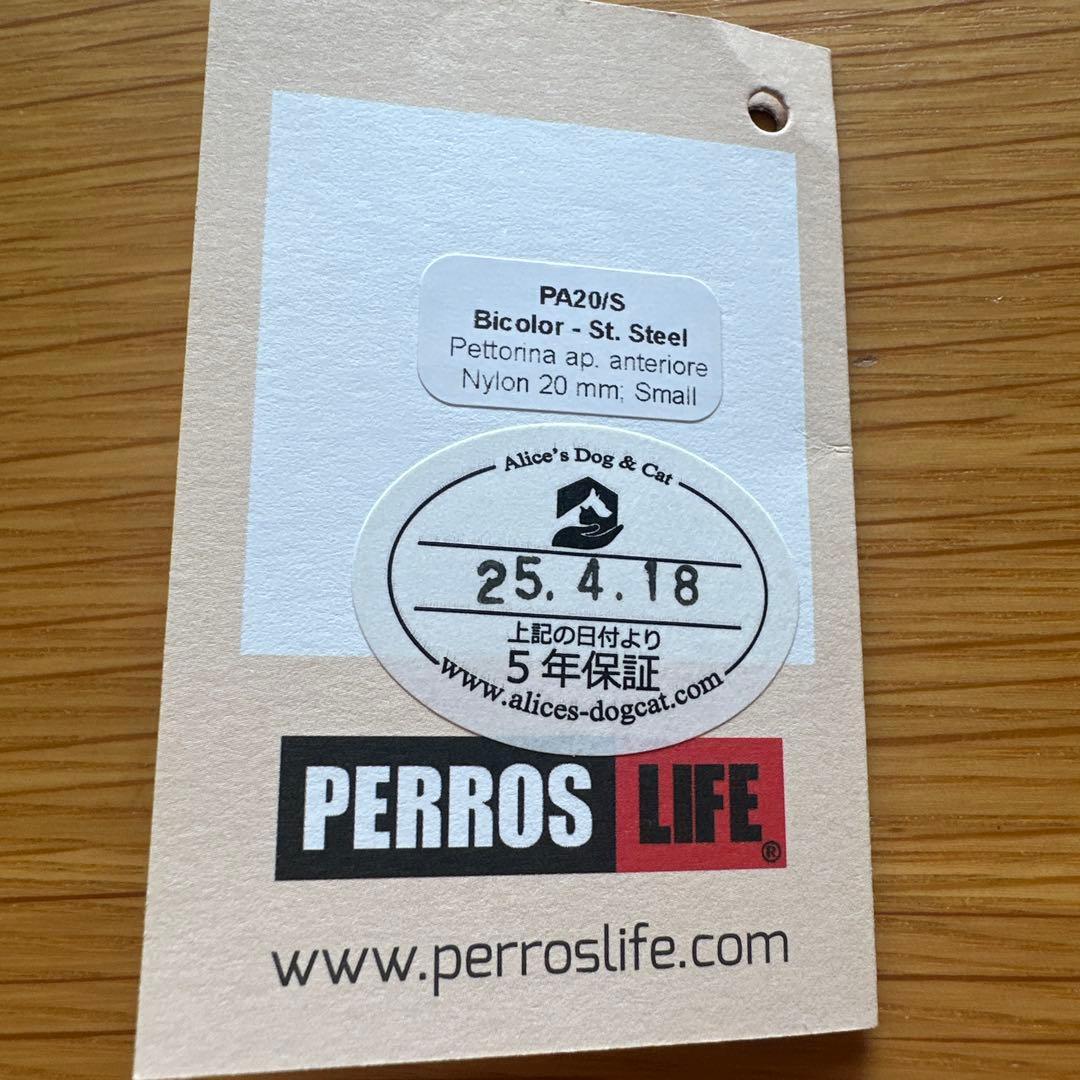 PA20/S
Bicolor - St. Steel
Pettorina ap. anteriore
Nylon 20 mm; Small
Alice's Dog & Cat
25.4.18
上記の日付より
5年保証
www.alices-dogcat.com
PERROS LIFE®
www.perroslife.com